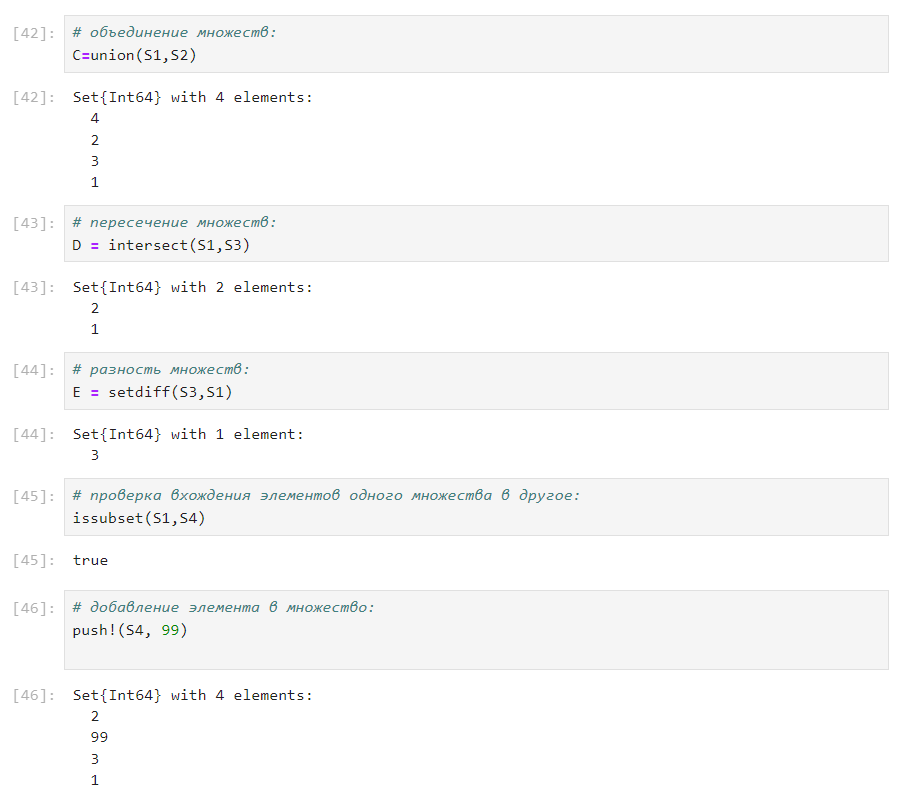 [42]: # объединение множеств:
C=union(S1,S2)
[42]: Set{Int64} with 4 elements:
4
2
3
1
[43]: # пересечение множеств:
D = intersect(S1,S3)
[43]: Set{Int64} with 2 elements:
2
1
[44]: # разность множеств:
E = setdiff(S3,S1)
[44]: Set{Int64} with 1 element:
3
[45]: # проверка вхождения элементов одного множества в другое:
issubset(S1,S4)
[45]: true
[46]: # добавление элемента в множество:
push!(S4, 99)
[46]: Set{Int64} with 4 elements:
2
99
3
1